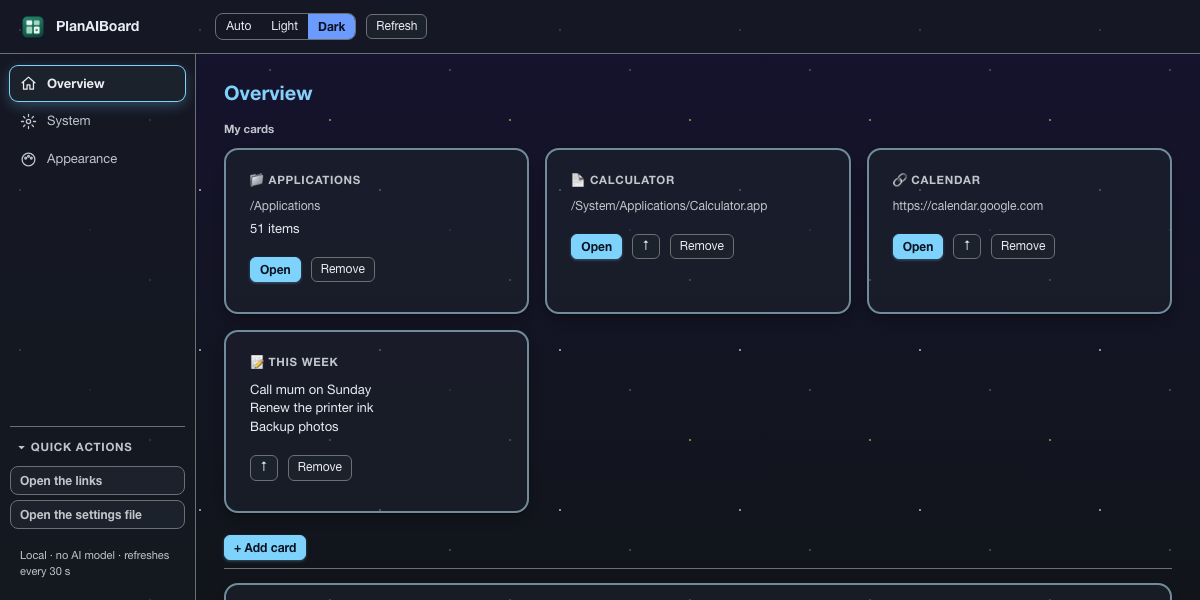 PlanAIBoard
Auto Light Dark Refresh
Overview
System
Appearance
QUICK ACTIONS
Open the links
Open the settings file
Local · no AI model · refreshes
every 30 s
Overview
My cards
APPLICATIONS
/Applications
51 items
Open Remove
CALCULATOR
/System/Applications/Calculator.app
Open ↑ Remove
CALENDAR
https://calendar.google.com
Open ↑ Remove
THIS WEEK
Call mum on Sunday
Renew the printer ink
Backup photos
↑ Remove
+ Add card